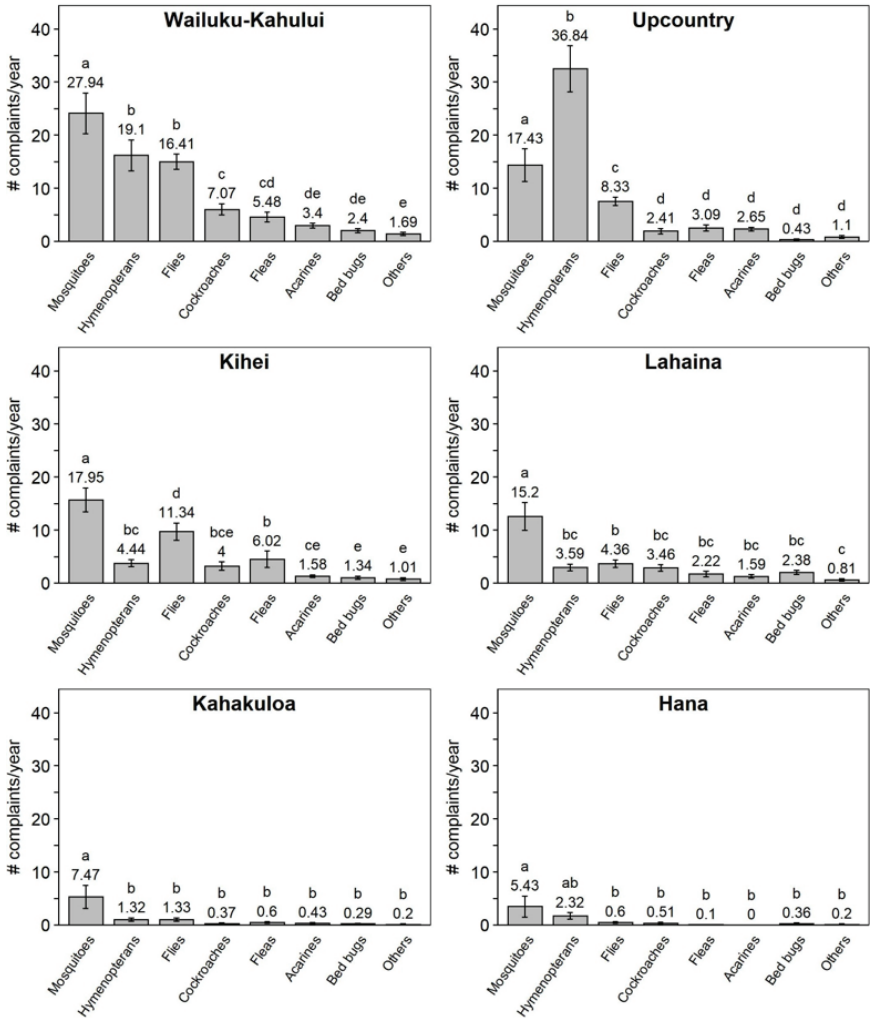 Wailuku-Kahului
# complaints/year
40
30
20
10
0
a
27.94
b
19.1
b
16.41
c
7.07
cd
5.48
de
3.4
de
2.4
e
1.69
Mosquitoes
Hymenopterans
Flies
Cockroaches
Fleas
Acarines
Bed bugs
Others
Upcountry
# complaints/year
40
30
20
10
0
a
17.43
b
36.84
c
8.33
d
2.41
d
3.09
d
2.65
d
0.43
d
1.1
Mosquitoes
Hymenopterans
Flies
Cockroaches
Fleas
Acarines
Bed bugs
Others
Kihei
# complaints/year
40
30
20
10
0
a
17.95
bc
4.44
d
11.34
bce
4
b
6.02
ce
1.58
e
1.34
e
1.01
Mosquitoes
Hymenopterans
Flies
Cockroaches
Fleas
Acarines
Bed bugs
Others
Lahaina
# complaints/year
40
30
20
10
0
a
15.2
bc
3.59
b
4.36
bc
3.46
bc
2.22
bc
1.59
bc
2.38
c
0.81
Mosquitoes
Hymenopterans
Flies
Cockroaches
Fleas
Acarines
Bed bugs
Others
Kahakuloa
# complaints/year
40
30
20
10
0
a
7.47
b
1.32
b
1.33
b
0.37
b
0.6
b
0.43
b
0.29
b
0.2
Mosquitoes
Hymenopterans
Flies
Cockroaches
Fleas
Acarines
Bed bugs
Others
Hana
# complaints/year
40
30
20
10
0
a
5.43
ab
2.32
b
0.6
b
0.51
b
0.1
b
0
b
0.36
b
0.2
Mosquitoes
Hymenopterans
Flies
Cockroaches
Fleas
Acarines
Bed bugs
Others